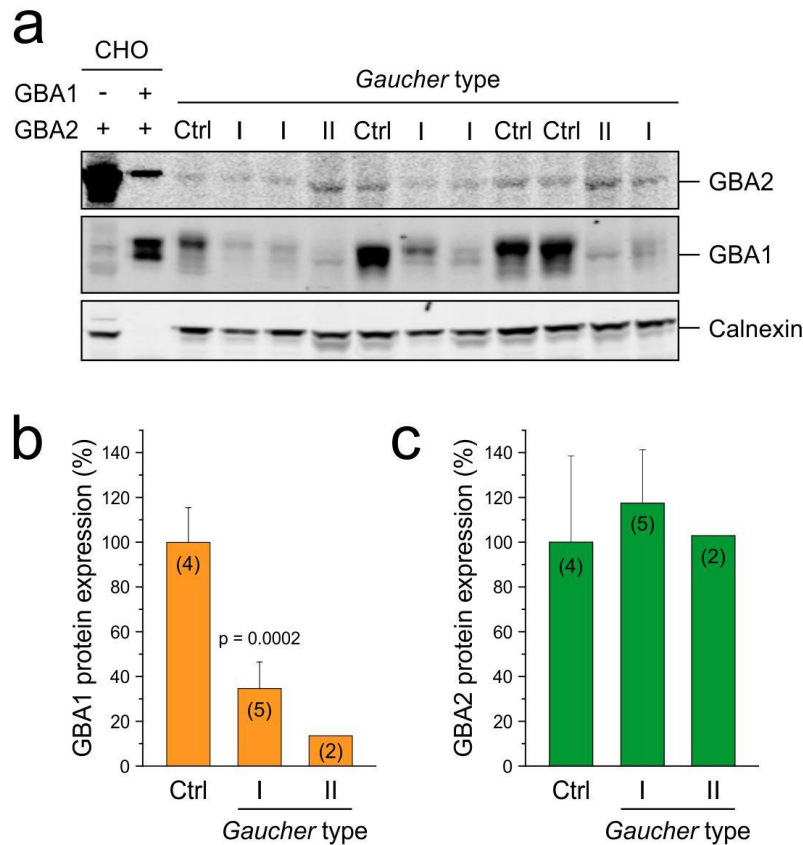 a
CHO
GBA1 - + Gaucher type
GBA2 + + Ctrl I I II Ctrl I I Ctrl Ctrl II I
GBA2
GBA1
Calnexin
b
GBA1 protein expression (%)
140
120
100
80
60
40
20
0
(4)
p = 0.0002
(5)
(2)
Ctrl I II
Gaucher type
c
GBA2 protein expression (%)
140
120
100
80
60
40
20
0
(4)
(5)
(2)
Ctrl I II
Gaucher type